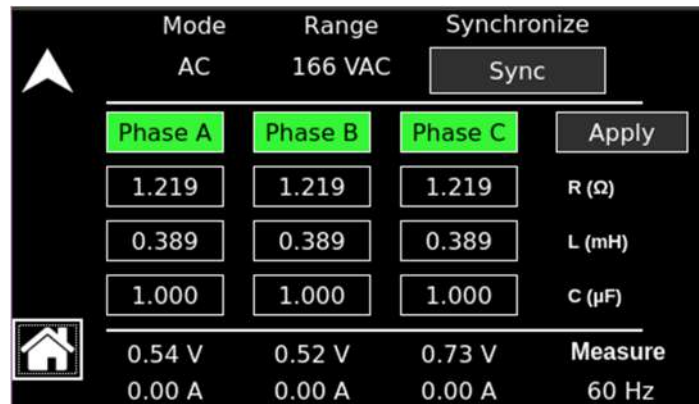 Mode Range Synchronize
AC 166 VAC Sync
Phase A Phase B Phase C Apply
1.219 1.219 1.219 R (Ω)
0.389 0.389 0.389 L (mH)
1.000 1.000 1.000 C (µF)
0.54 V 0.52 V 0.73 V Measure
0.00 A 0.00 A 0.00 A 60 Hz